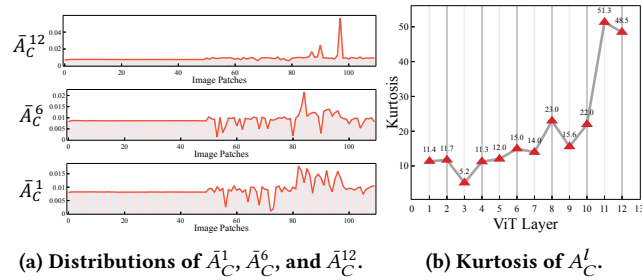 Ā_C^12
0.05
0
0 20 40 60 80 100
Image Patches
Ā_C^6
0.02
0.015
0.01
0.005
0
0 20 40 60 80 100
Image Patches
Ā_C^1
0.015
0.01
0.005
0
0 20 40 60 80 100
Image Patches
(a) Distributions of Ā_C^1, Ā_C^6, and Ā_C^12.
Kurtosis
50
40
30
20
10
11.4 11.7 5.2 11.3 12.0 15.0 14.0 23.0 15.6 22.0 51.3 48.5
0 1 2 3 4 5 6 7 8 9 10 11 12 13
ViT Layer
(b) Kurtosis of A_C^l.